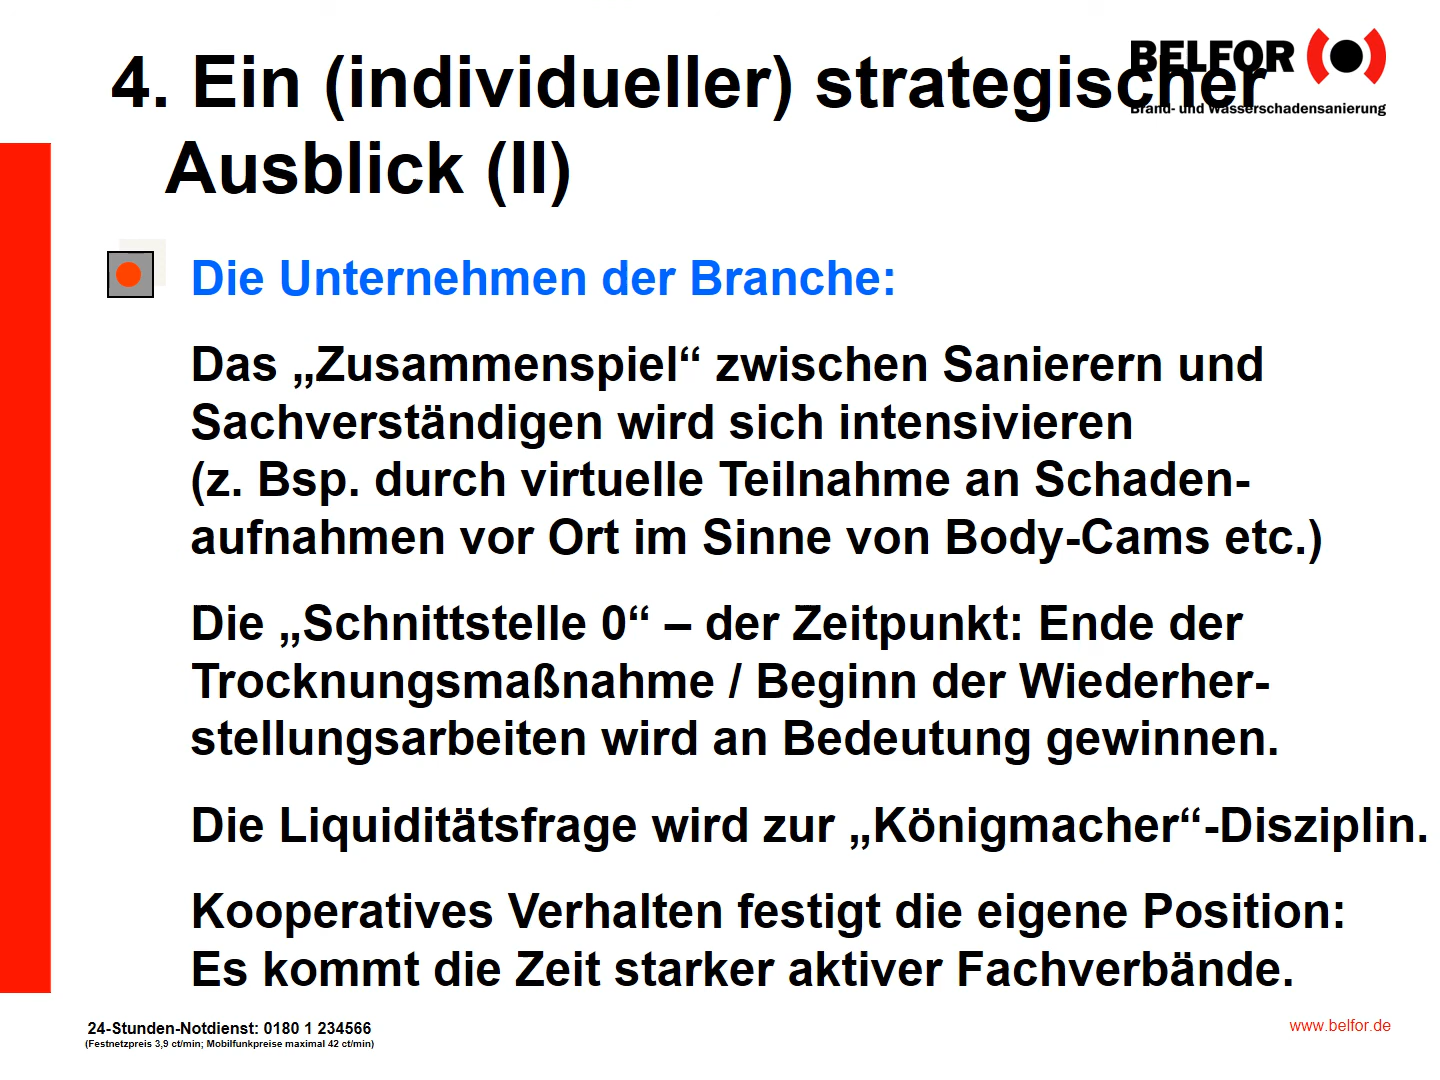 4. Ein (individueller) strategischer
Ausblick (II)
BELFOR
Brand- und Wasserschadensanierung
Die Unternehmen der Branche:
Das „Zusammenspiel“ zwischen Sanierern und
Sachverständigen wird sich intensivieren
(z. Bsp. durch virtuelle Teilnahme an Schaden-
aufnahmen vor Ort im Sinne von Body-Cams etc.)
Die „Schnittstelle 0“ – der Zeitpunkt: Ende der
Trocknungsmaßnahme / Beginn der Wiederher-
stellungsarbeiten wird an Bedeutung gewinnen.
Die Liquiditätsfrage wird zur „Königmacher“-Disziplin.
Kooperatives Verhalten festigt die eigene Position:
Es kommt die Zeit starker aktiver Fachverbände.
24-Stunden-Notdienst: 0180 1 234566
(Festnetzpreis 3,9 ct/min; Mobilfunkpreise maximal 42 ct/min)
www.belfor.de